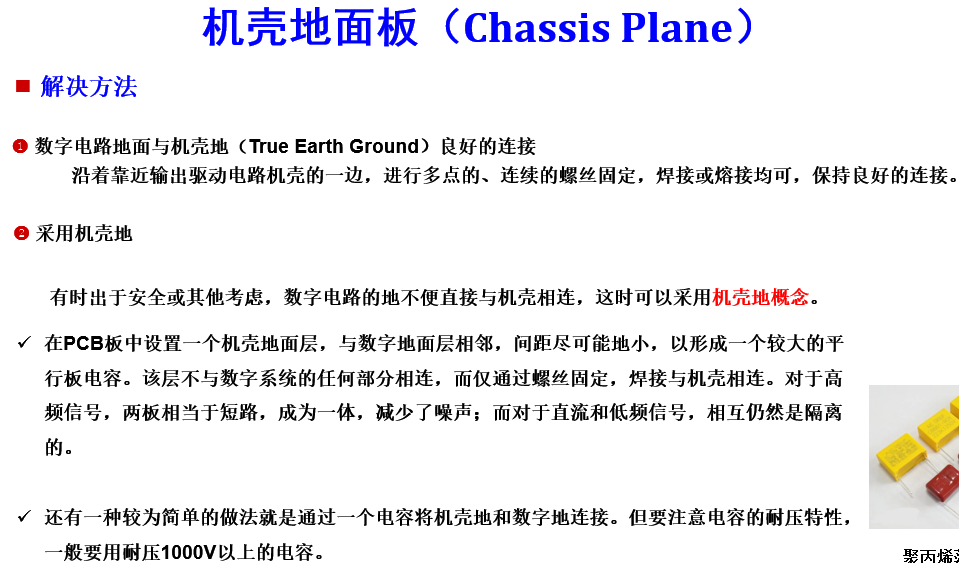 机壳地面板（Chassis Plane）
■ 解决方法
❶ 数字电路地面与机壳地（True Earth Ground）良好的连接
沿着靠近输出驱动电路机壳的一边，进行多点的、连续的螺丝固定，焊接或熔接均可，保持良好的连接。
❷ 采用机壳地
有时出于安全或其他考虑，数字电路的地不便直接与机壳相连，这时可以采用机壳地概念。
✓ 在PCB板中设置一个机壳地面层，与数字地面层相邻，间距尽可能地小，以形成一个较大的平
行板电容。该层不与数字系统的任何部分相连，而仅通过螺丝固定，焊接与机壳相连。对于高
频信号，两板相当于短路，成为一体，减少了噪声；而对于直流和低频信号，相互仍然是隔离
的。
✓ 还有一种较为简单的做法就是通过一个电容将机壳地和数字地连接。但要注意电容的耐压特性，
一般要用耐压1000V以上的电容。
聚丙烯